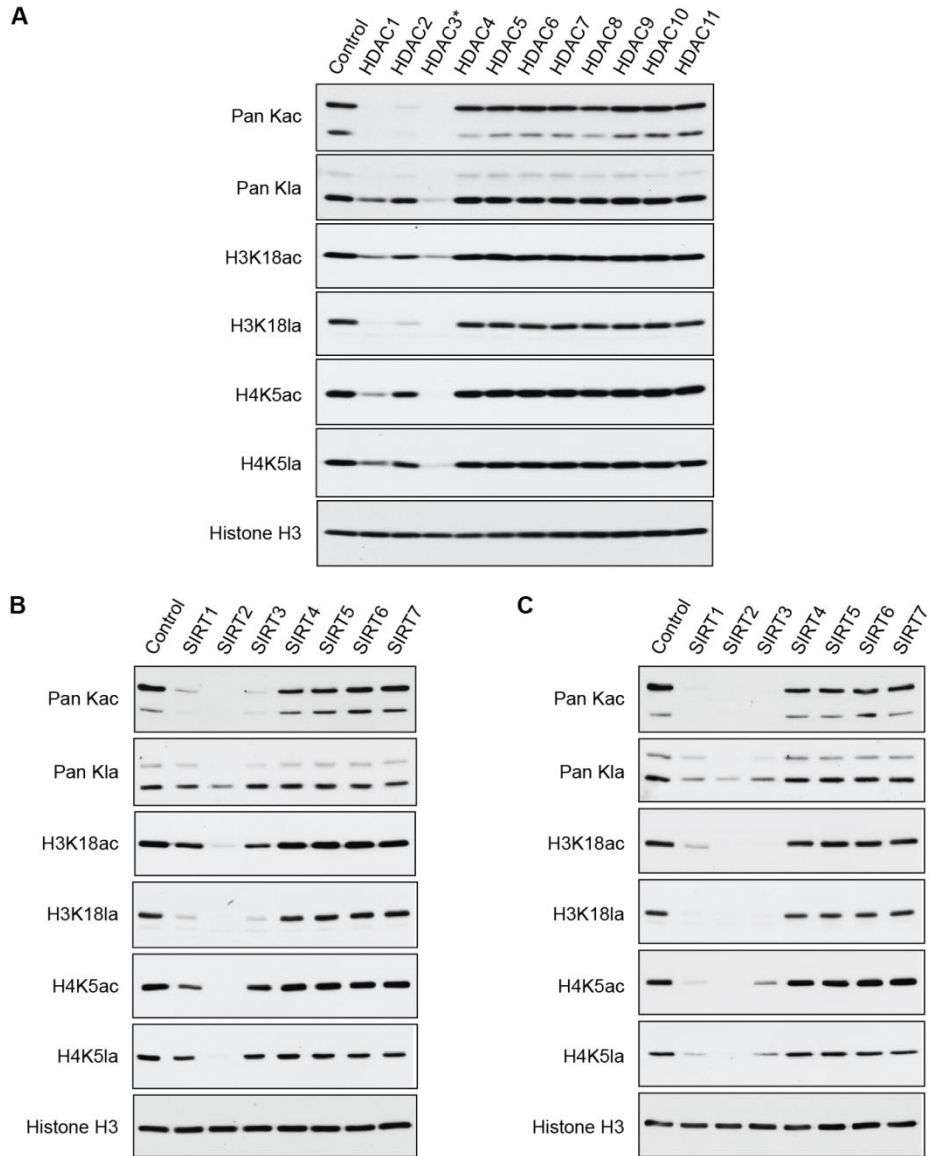 A
Control HDAC1 HDAC2 HDAC3* HDAC4 HDAC5 HDAC6 HDAC7 HDAC8 HDAC9 HDAC10 HDAC11
Pan Kac
Pan Kla
H3K18ac
H3K18la
H4K5ac
H4K5la
Histone H3
B
Control SIRT1 SIRT2 SIRT3 SIRT4 SIRT5 SIRT6 SIRT7
Pan Kac
Pan Kla
H3K18ac
H3K18la
H4K5ac
H4K5la
Histone H3
C
Control SIRT1 SIRT2 SIRT3 SIRT4 SIRT5 SIRT6 SIRT7
Pan Kac
Pan Kla
H3K18ac
H3K18la
H4K5ac
H4K5la
Histone H3